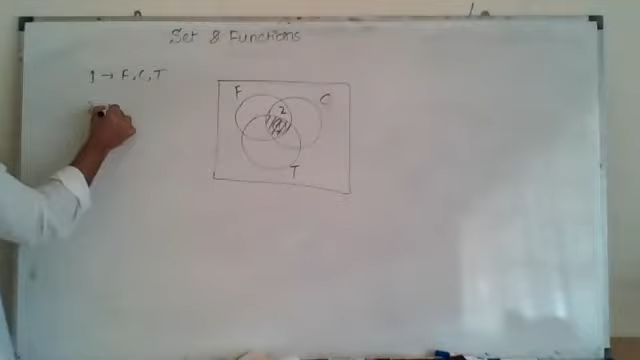 Set & Functions
1 → F, C, T
F
C
2
T